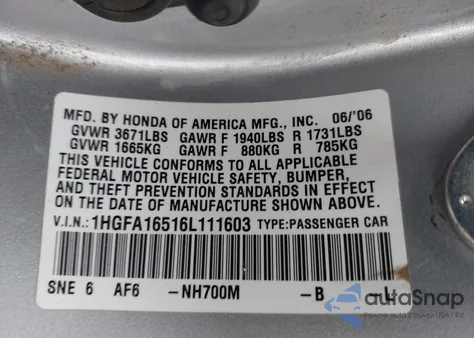 MFD. BY HONDA OF AMERICA MFG., INC. 06/'06
GVWR 3671LBS GAWR F 1940LBS R 1731LBS
GVWR 1665KG GAWR F 880KG R 785KG
THIS VEHICLE CONFORMS TO ALL APPLICABLE
FEDERAL MOTOR VEHICLE SAFETY, BUMPER,
AND THEFT PREVENTION STANDARDS IN EFFECT
ON THE DATE OF MANUFACTURE SHOWN ABOVE.
V.I.N.: 1HGFA16516L111603 TYPE:PASSENGER CAR
SNE 6 AF6 -NH700M -B
autoSnap